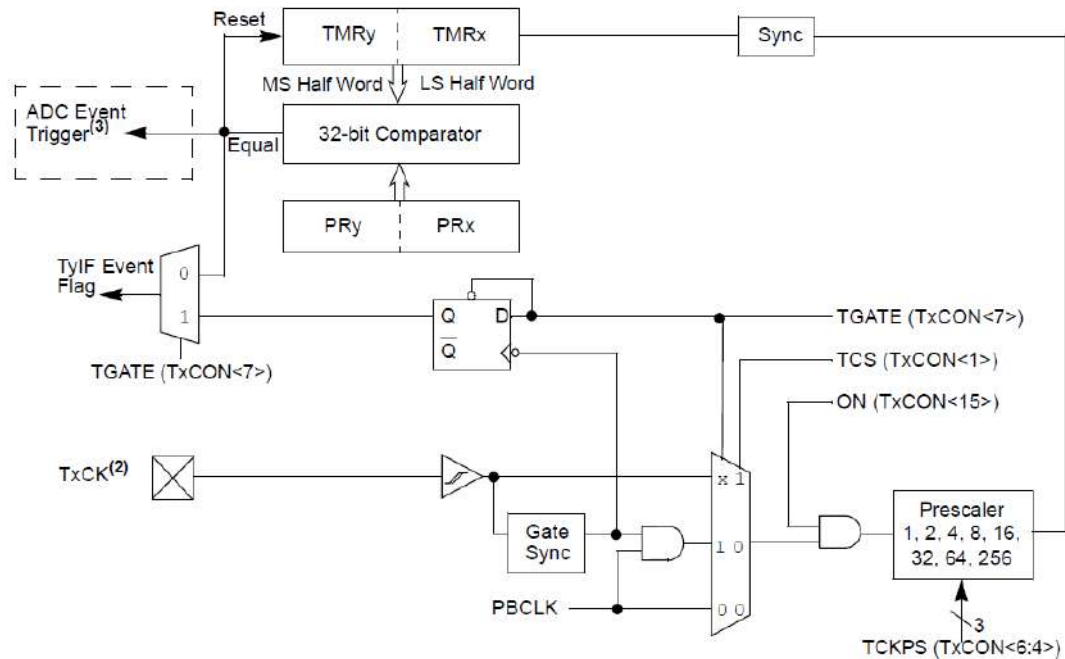 Reset
TMRy TMRx
Sync
MS Half Word LS Half Word
ADC Event
Trigger(3)
Equal
32-bit Comparator
PRy PRx
TyIF Event
Flag
0
1
Q D
Q
TGATE (TxCON<7>)
TGATE (TxCON<7>)
TCS (TxCON<1>)
ON (TxCON<15>)
TxCK(2)
x 1
Gate
Sync
1 0
Prescaler
1, 2, 4, 8, 16,
32, 64, 256
PBCLK
0 0
3
TCKPS (TxCON<6:4>)